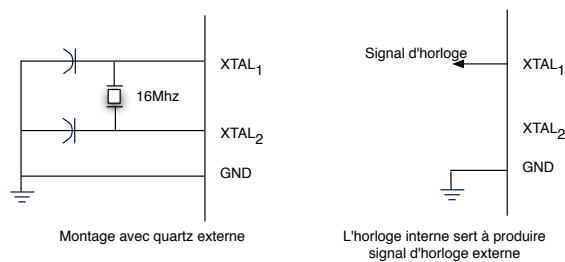 XTAL1
16Mhz
XTAL2
GND
Montage avec quartz externe
Signal d'horloge
XTAL1
XTAL2
GND
L'horloge interne sert à produire
signal d'horloge externe